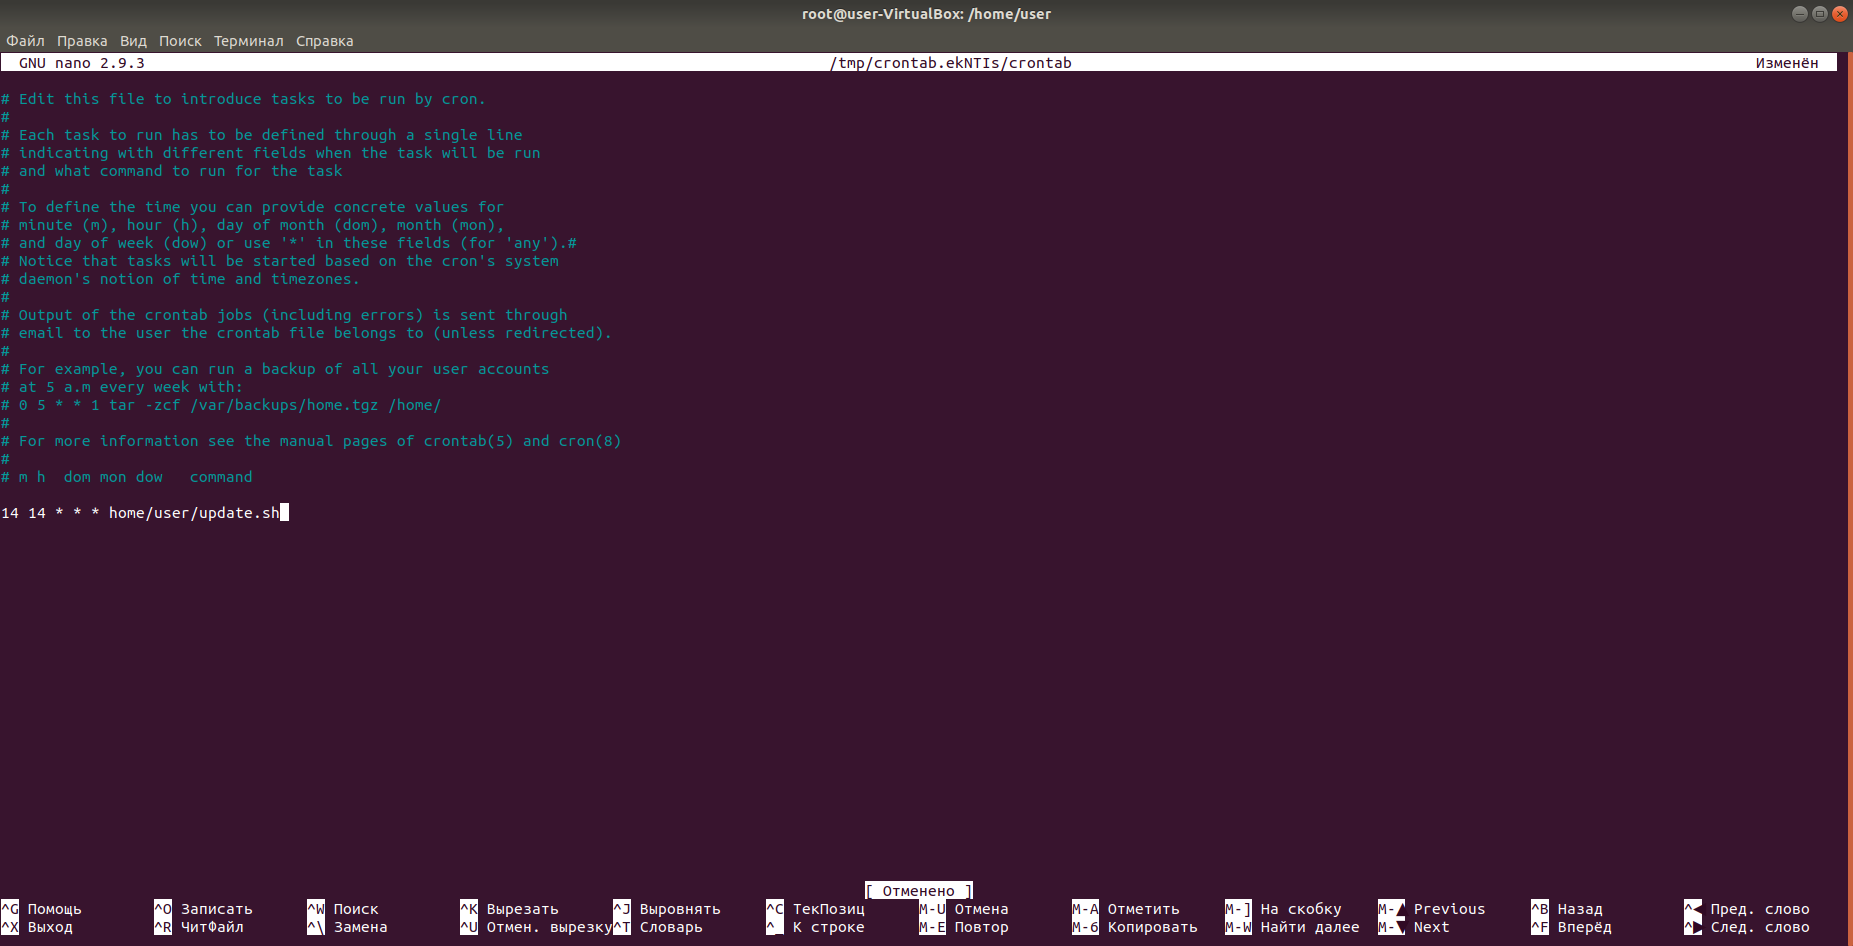 root@user-VirtualBox: /home/user
Файл Правка Вид Поиск Терминал Справка
GNU nano 2.9.3 /tmp/crontab.ekNTIs/crontab Изменён
# Edit this file to introduce tasks to be run by cron.
#
# Each task to run has to be defined through a single line
# indicating with different fields when the task will be run
# and what command to run for the task
#
# To define the time you can provide concrete values for
# minute (m), hour (h), day of month (dom), month (mon),
# and day of week (dow) or use '*' in these fields (for 'any').#
# Notice that tasks will be started based on the cron's system
# daemon's notion of time and timezones.
#
# Output of the crontab jobs (including errors) is sent through
# email to the user the crontab file belongs to (unless redirected).
#
# For example, you can run a backup of all your user accounts
# at 5 a.m every week with:
# 0 5 * * 1 tar -zcf /var/backups/home.tgz /home/
#
# For more information see the manual pages of crontab(5) and cron(8)
#
# m h  dom mon dow   command
14 14 * * * home/user/update.sh
[ Отменено ]
^G Помощь ^O Записать ^W Поиск ^K Вырезать ^J Выровнять ^C ТекПозиц M-U Отмена M-A Отметить M-] На скобку M-▲ Previous ^B Назад ^◀ Пред. слово
^X Выход ^R ЧитФайл ^\ Замена ^U Отмен. вырезку ^T Словарь ^_ К строке M-E Повтор M-6 Копировать M-W Найти далее M-▼ Next ^F Вперёд ^▶ След. слово